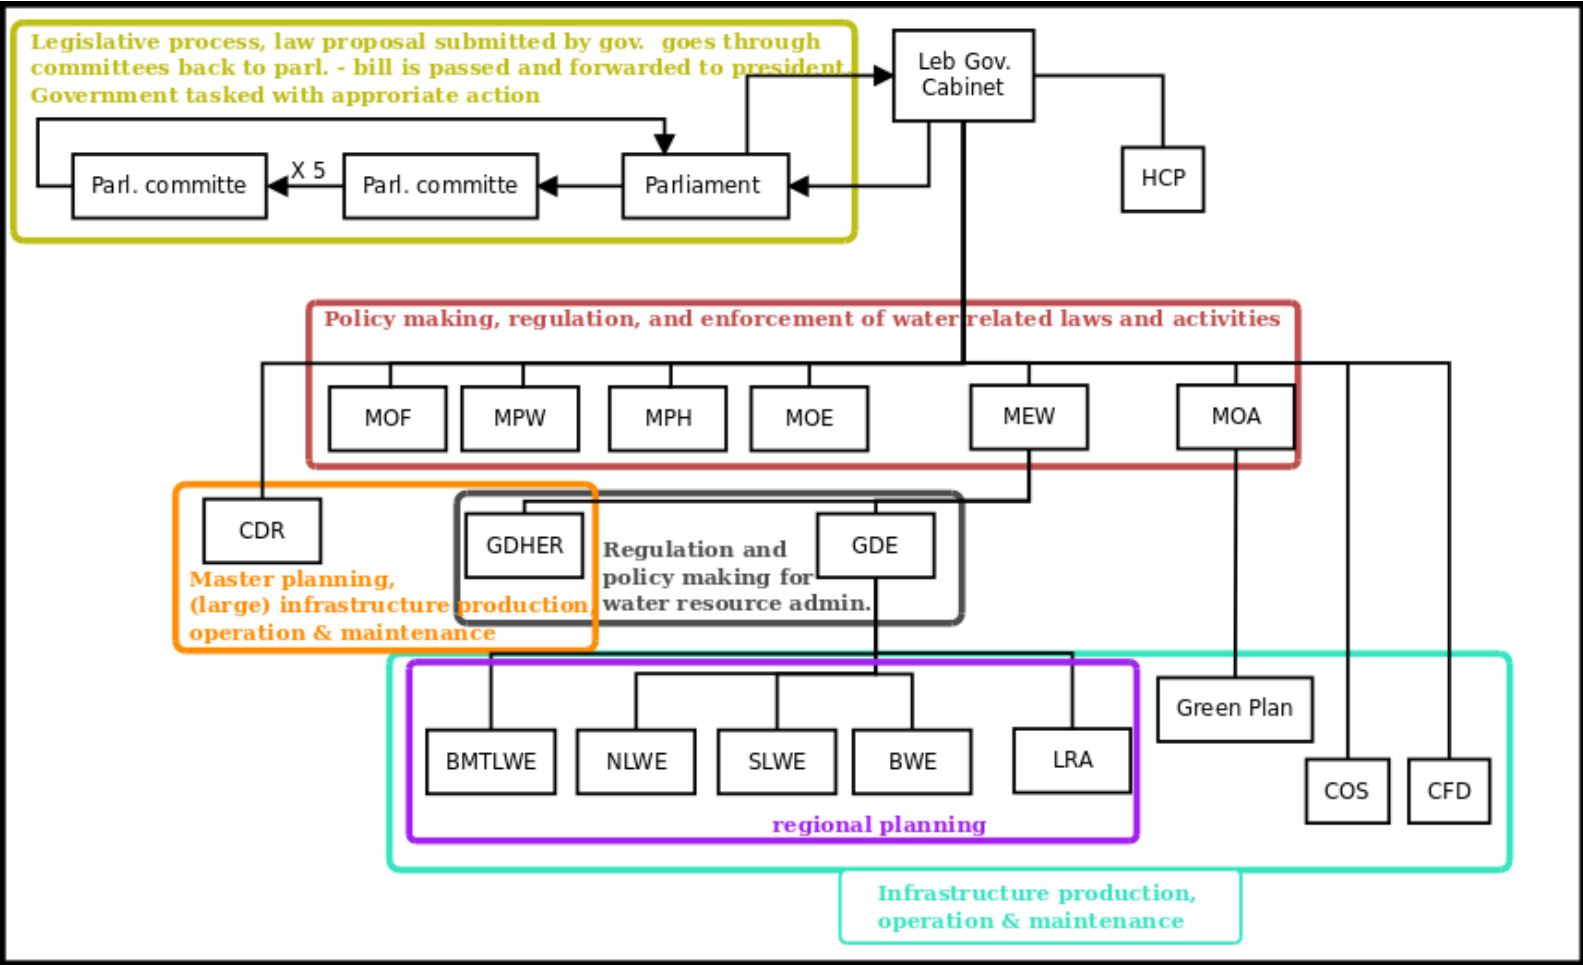 Legislative process, law proposal submitted by gov. goes through
committees back to parl. - bill is passed and forwarded to president.
Government tasked with approriate action
Leb Gov.
Cabinet
Parl. committe
X 5
Parl. committe
Parliament
HCP
Policy making, regulation, and enforcement of water related laws and activities
MOF
MPW
MPH
MOE
MEW
MOA
CDR
Master planning,
(large) infrastructure production,
operation & maintenance
GDHER
Regulation and
policy making for
water resource admin.
GDE
BMTLWE
NLWE
SLWE
BWE
LRA
regional planning
Green Plan
COS
CFD
Infrastructure production,
operation & maintenance